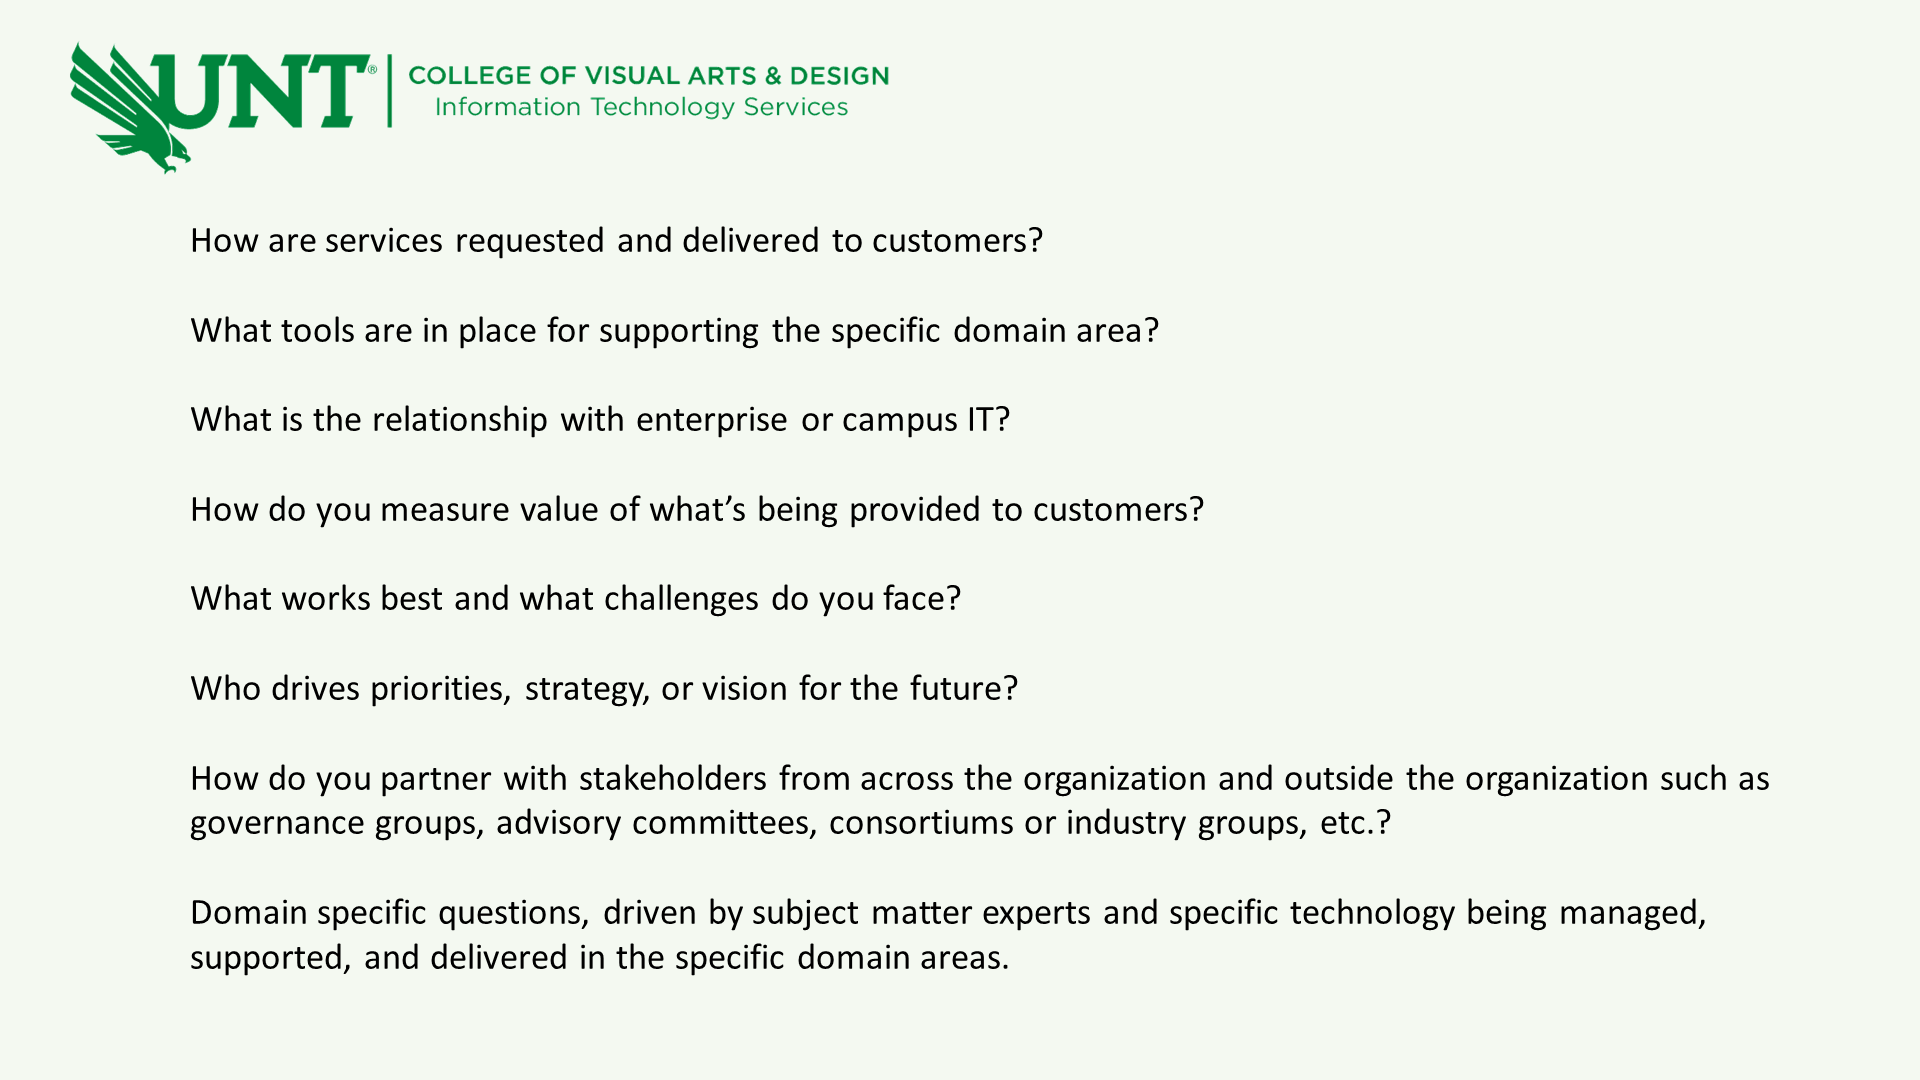 UNT®
COLLEGE OF VISUAL ARTS & DESIGN
Information Technology Services
How are services requested and delivered to customers?
What tools are in place for supporting the specific domain area?
What is the relationship with enterprise or campus IT?
How do you measure value of what’s being provided to customers?
What works best and what challenges do you face?
Who drives priorities, strategy, or vision for the future?
How do you partner with stakeholders from across the organization and outside the organization such as
governance groups, advisory committees, consortiums or industry groups, etc.?
Domain specific questions, driven by subject matter experts and specific technology being managed,
supported, and delivered in the specific domain areas.